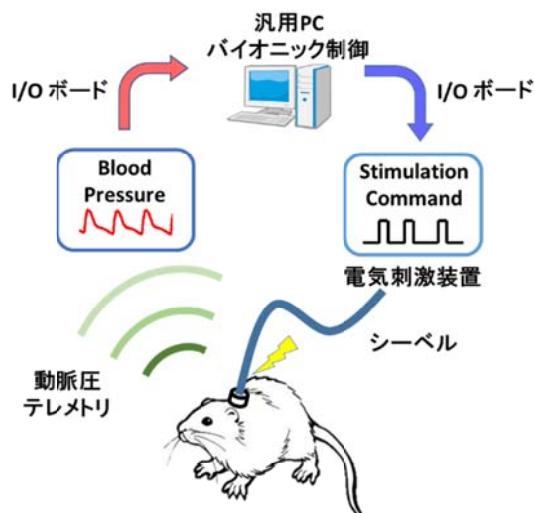 汎用PC
バイオニック制御
I/O ボード
I/O ボード
Blood
Pressure
Stimulation
Command
電気刺激装置
シーベル
動脈圧
テレメトリ